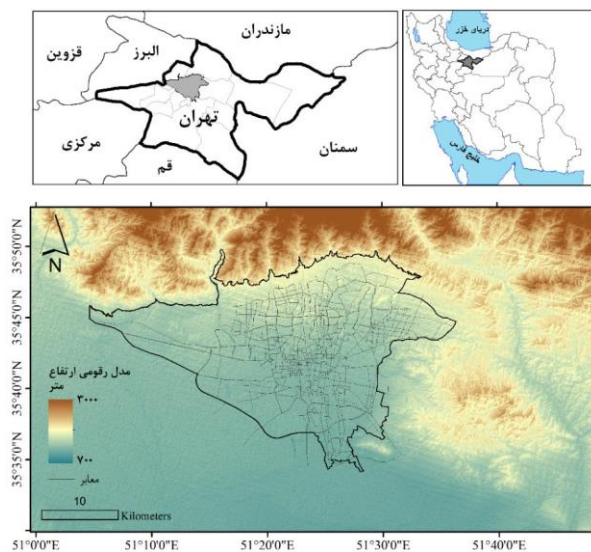 مازندران
البرز
قزوین
تهران
مرکزی
قم
سمنان
دریای خزر
خلیج فارس
N
35°50'0"N
35°45'0"N
35°40'0"N
35°35'0"N
مدل رقومی ارتفاع
متر
۳۰۰۰
۷۰۰
معابر
10
Kilometers
51°0'0"E
51°10'0"E
51°20'0"E
51°30'0"E
51°40'0"E